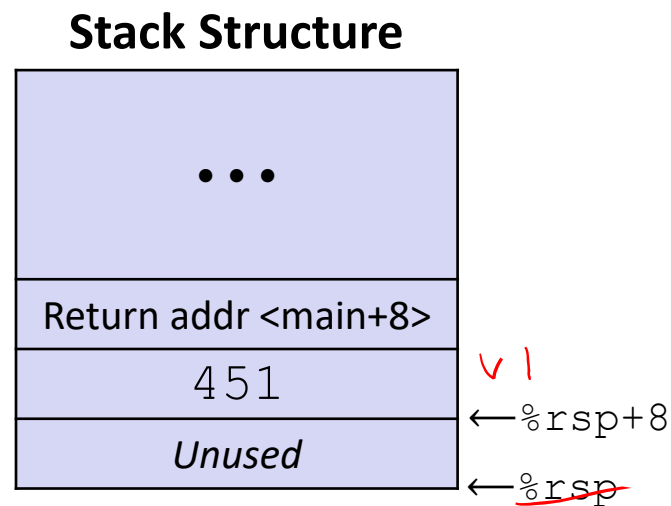 Stack Structure
• • •
Return addr <main+8>
451
v1
←%rsp+8
Unused
←%rsp